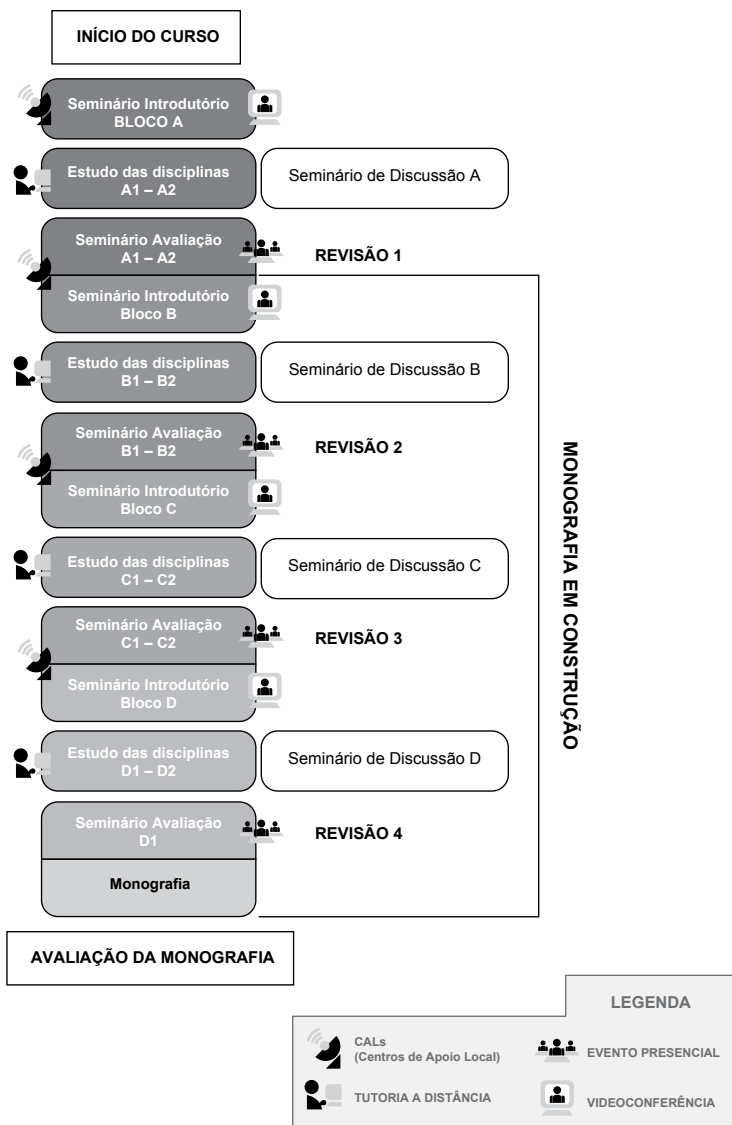 INÍCIO DO CURSO
Seminário Introdutório
BLOCO A
Estudo das disciplinas
A1 – A2
Seminário de Discussão A
Seminário Avaliação
A1 – A2
REVISÃO 1
Seminário Introdutório
Bloco B
Estudo das disciplinas
B1 – B2
Seminário de Discussão B
Seminário Avaliação
B1 – B2
REVISÃO 2
Seminário Introdutório
Bloco C
Estudo das disciplinas
C1 – C2
Seminário de Discussão C
Seminário Avaliação
C1 – C2
REVISÃO 3
Seminário Introdutório
Bloco D
Estudo das disciplinas
D1 – D2
Seminário de Discussão D
Seminário Avaliação
D1
REVISÃO 4
Monografia
MONOGRAFIA EM CONSTRUÇÃO
AVALIAÇÃO DA MONOGRAFIA
LEGENDA
CALs
(Centros de Apoio Local)
EVENTO PRESENCIAL
TUTORIA A DISTÂNCIA
VIDEOCONFERÊNCIA